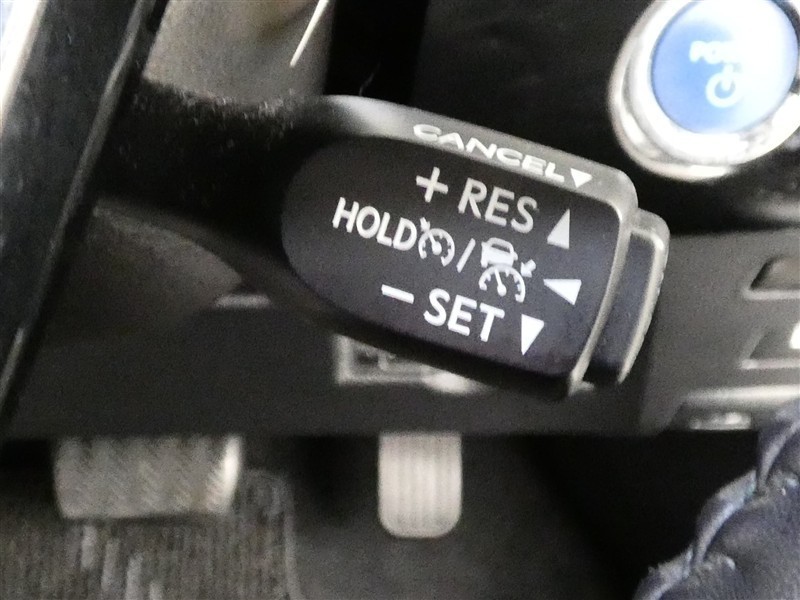 CANCEL
+ RES
HOLD /
− SET